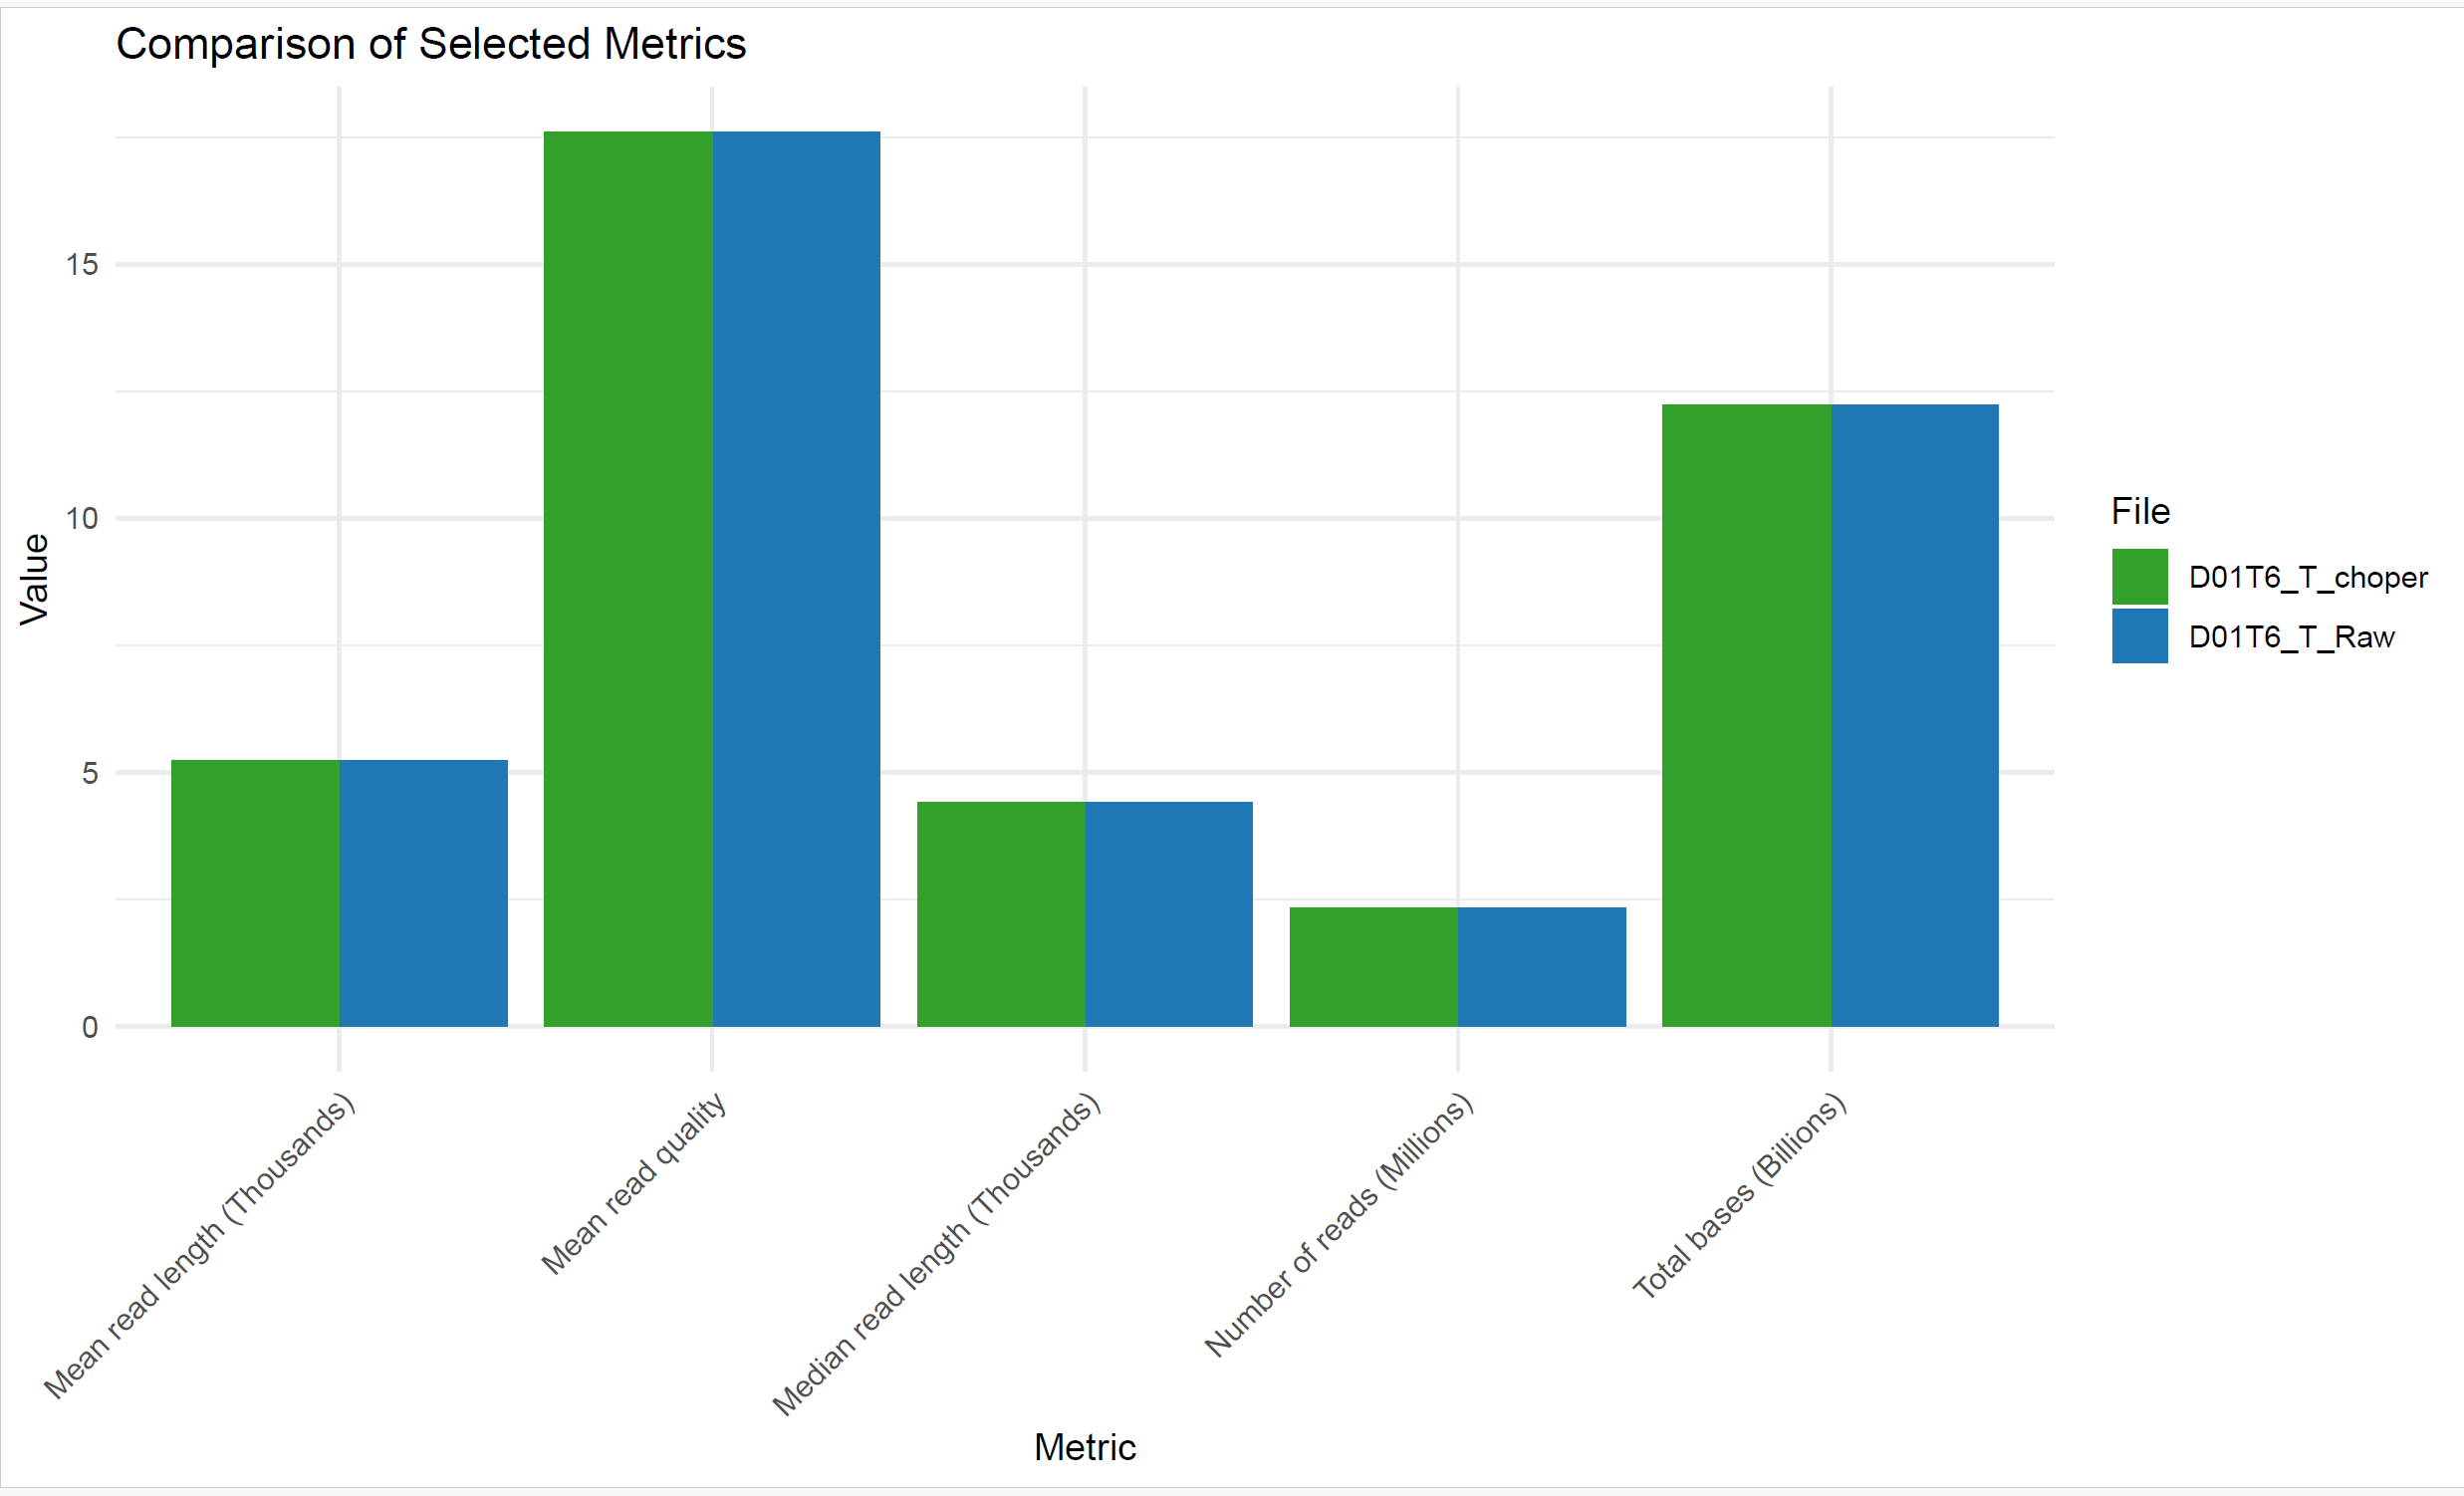 Comparison of Selected Metrics
Value
15
10
5
0
Mean read length (Thousands)
Mean read quality
Median read length (Thousands)
Number of reads (Millions)
Total bases (Billions)
Metric
File
D01T6_T_choper
D01T6_T_Raw